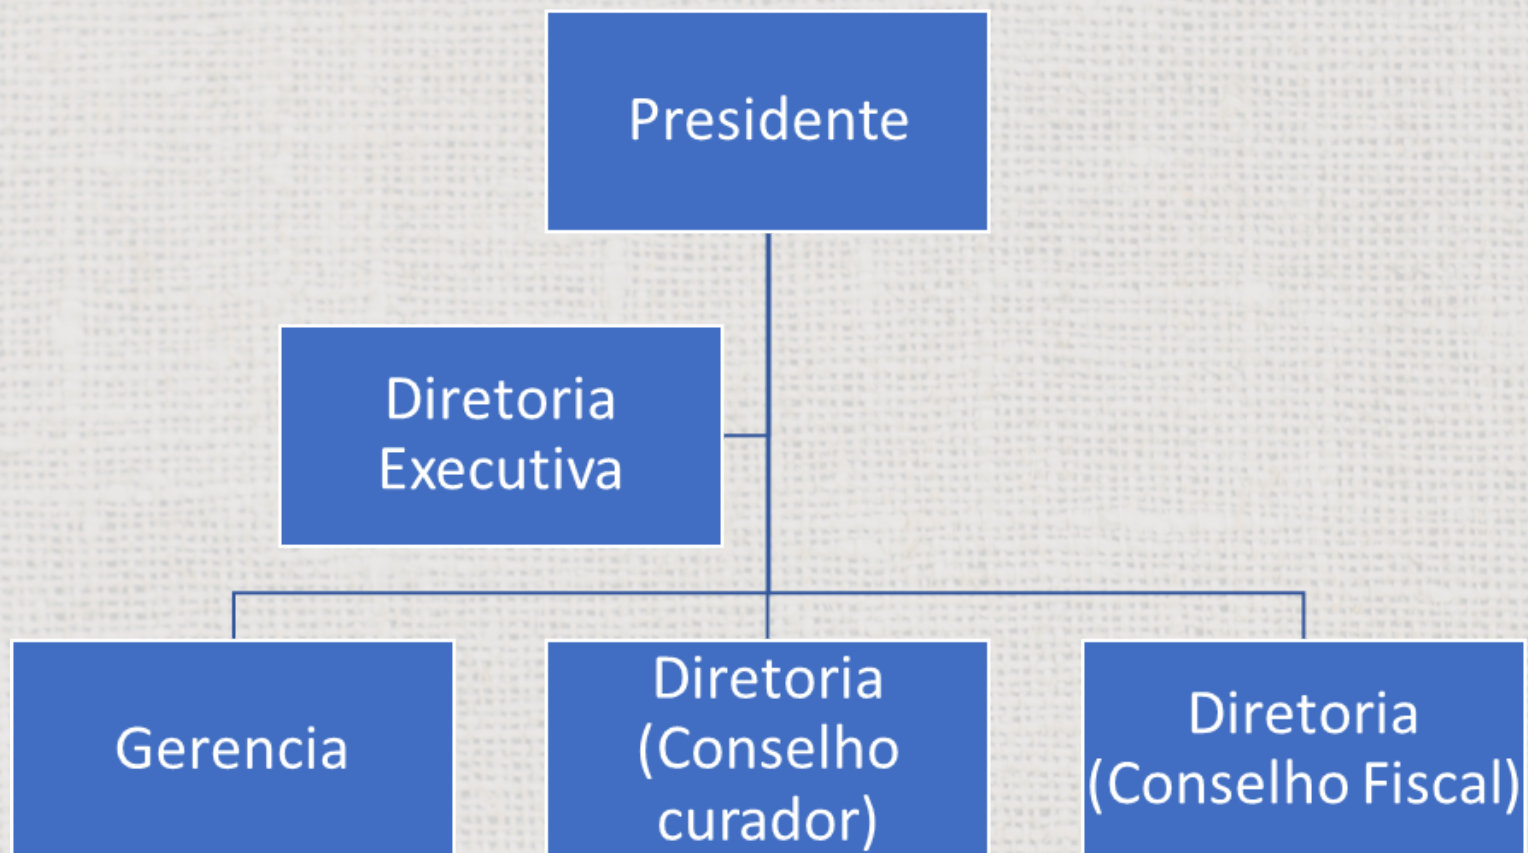 Presidente
Diretoria
Executiva
Gerencia
Diretoria
(Conselho
curador)
Diretoria
(Conselho Fiscal)